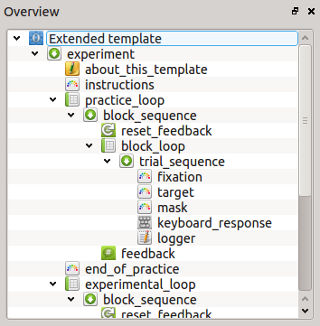 Overview
Extended template
experiment
about_this_template
instructions
practice_loop
block_sequence
reset_feedback
block_loop
trial_sequence
fixation
target
mask
keyboard_response
logger
feedback
end_of_practice
experimental_loop
block_sequence
reset_feedback